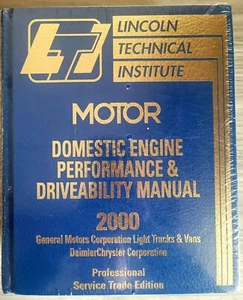 LTI
LINCOLN
TECHNICAL
INSTITUTE
MOTOR
DOMESTIC ENGINE
PERFORMANCE &
DRIVEABILITY MANUAL
2000
General Motors Corporation Light Trucks & Vans
DaimlerChrysler Corporation
Professional
Service Trade Edition